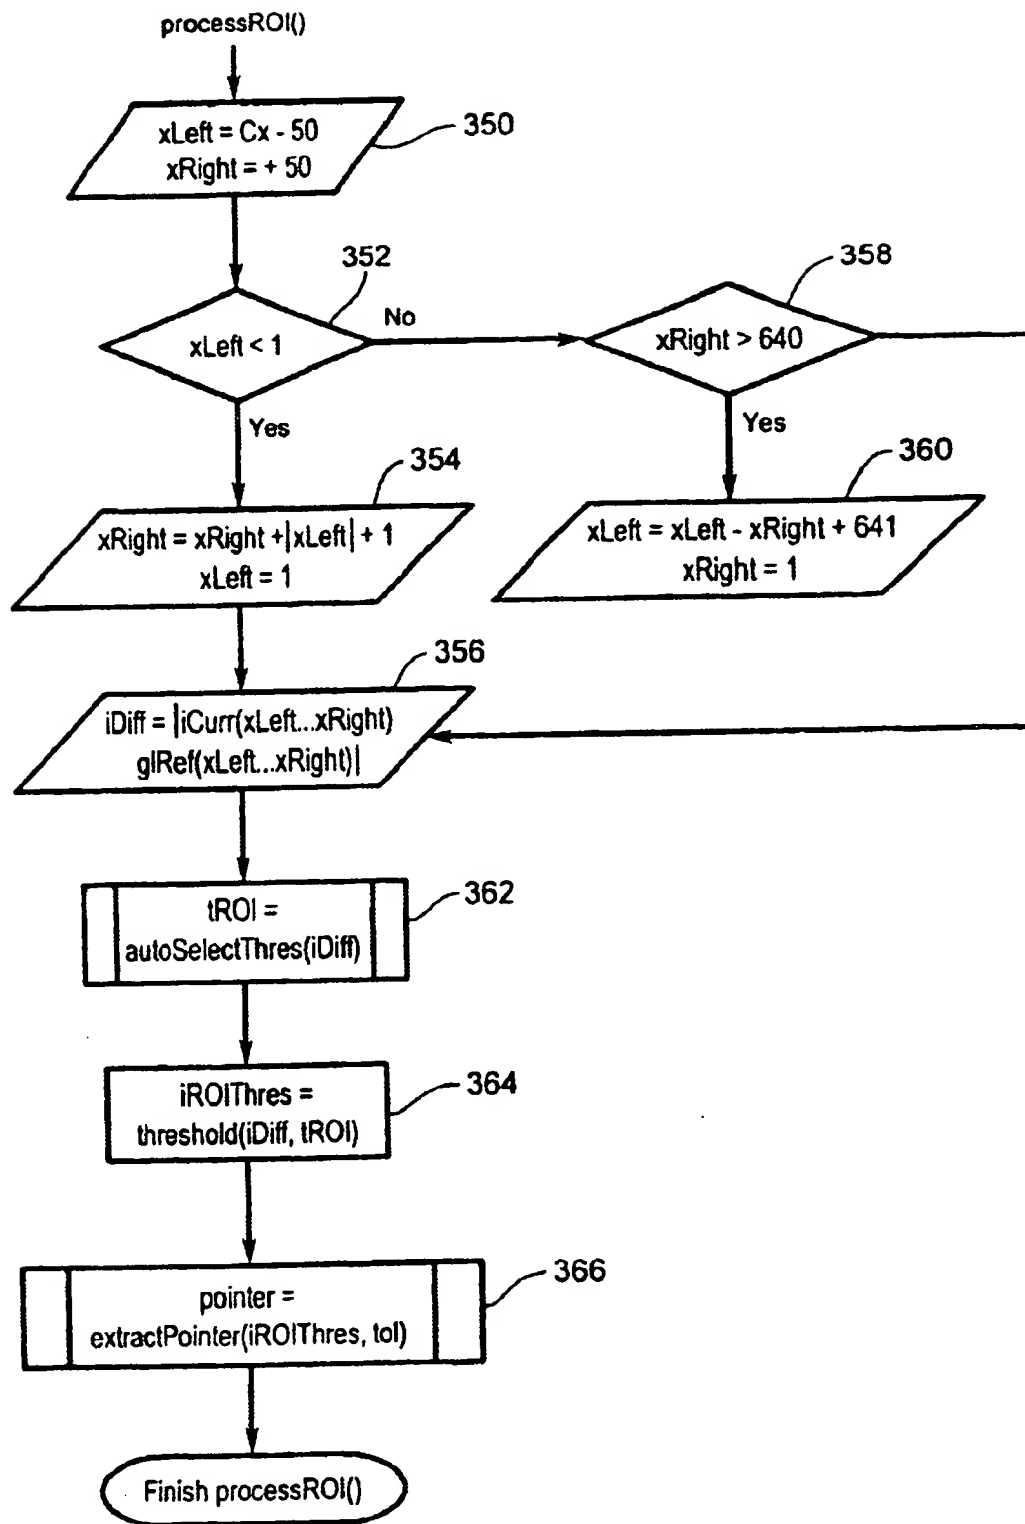 processROI()
xLeft = Cx - 50
xRight = + 50
350
352
xLeft < 1
No
Yes
358
xRight > 640
Yes
354
xRight = xRight +|xLeft| + 1
xLeft = 1
360
xLeft = xLeft - xRight + 641
xRight = 1
356
iDiff = |iCurr(xLeft...xRight)
glRef(xLeft...xRight)|
362
tROI =
autoSelectThres(iDiff)
364
iROIThres =
threshold(iDiff, tROI)
366
pointer =
extractPointer(iROIThres, tol)
Finish processROI()